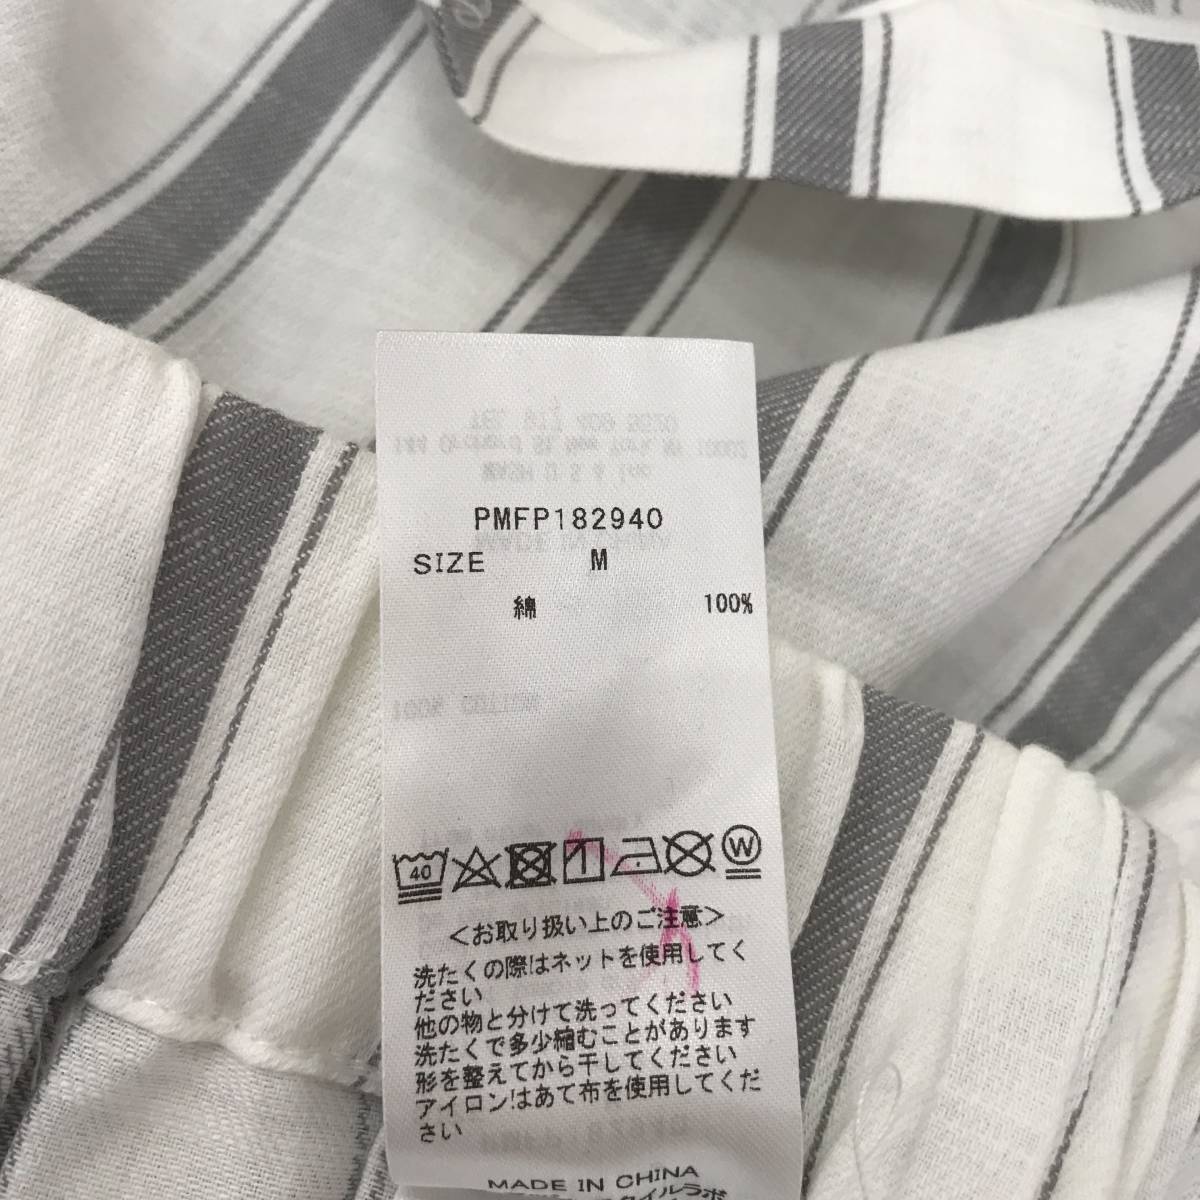 PMFP182940
SIZE M
綿 100%
40 W
<お取り扱い上のご注意>
洗たくの際はネットを使用してく
ださい
他の物と分けて洗ってください
洗たくで多少縮むことがあります
形を整えてから干してください
アイロンはあて布を使用してくだ
さい
MADE IN CHINA